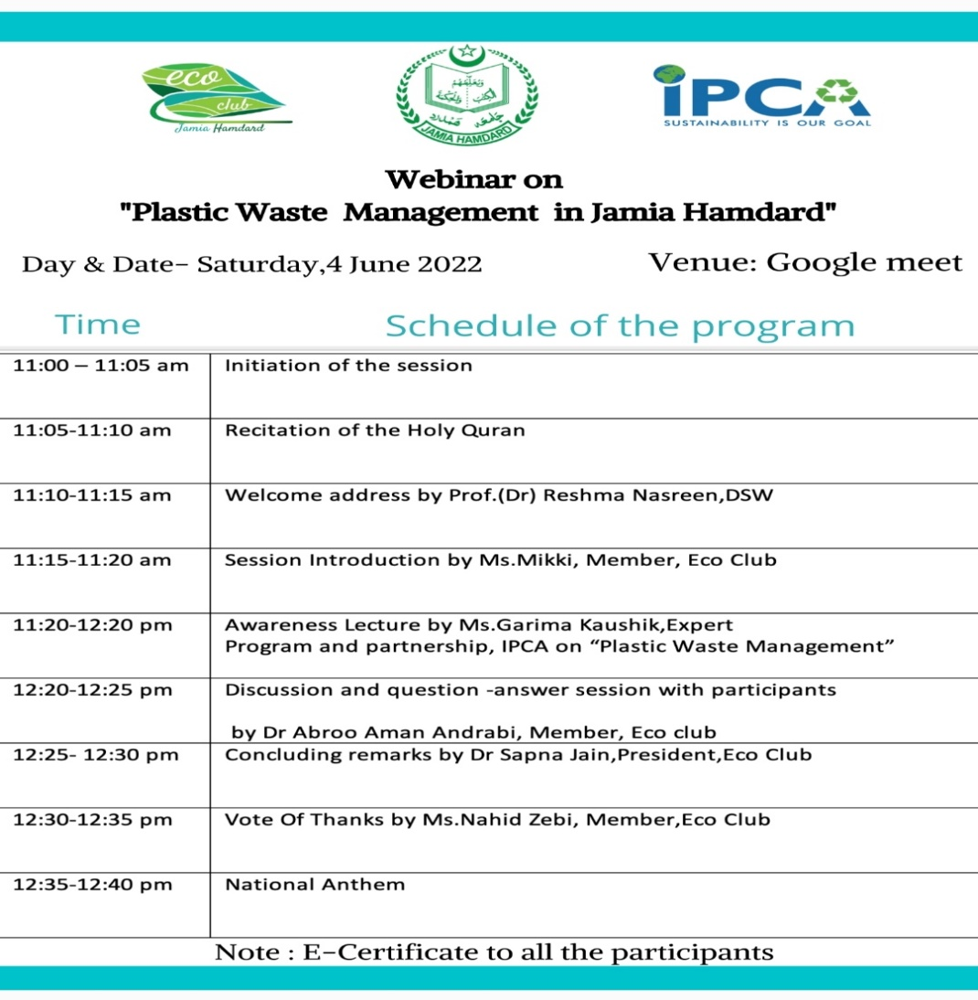 eco
club
Jamia Hamdard
JAMIA HAMDARD
iPCA
SUSTAINABILITY IS OUR GOAL
Webinar on
"Plastic Waste Management in Jamia Hamdard"
Day & Date- Saturday,4 June 2022
Venue: Google meet
Time
Schedule of the program
11:00 – 11:05 am Initiation of the session
11:05-11:10 am Recitation of the Holy Quran
11:10-11:15 am Welcome address by Prof.(Dr) Reshma Nasreen,DSW
11:15-11:20 am Session Introduction by Ms.Mikki, Member, Eco Club
11:20-12:20 pm Awareness Lecture by Ms.Garima Kaushik,Expert
Program and partnership, IPCA on “Plastic Waste Management”
12:20-12:25 pm Discussion and question -answer session with participants
by Dr Abroo Aman Andrabi, Member, Eco club
12:25- 12:30 pm Concluding remarks by Dr Sapna Jain,President,Eco Club
12:30-12:35 pm Vote Of Thanks by Ms.Nahid Zebi, Member,Eco Club
12:35-12:40 pm National Anthem
Note : E-Certificate to all the participants